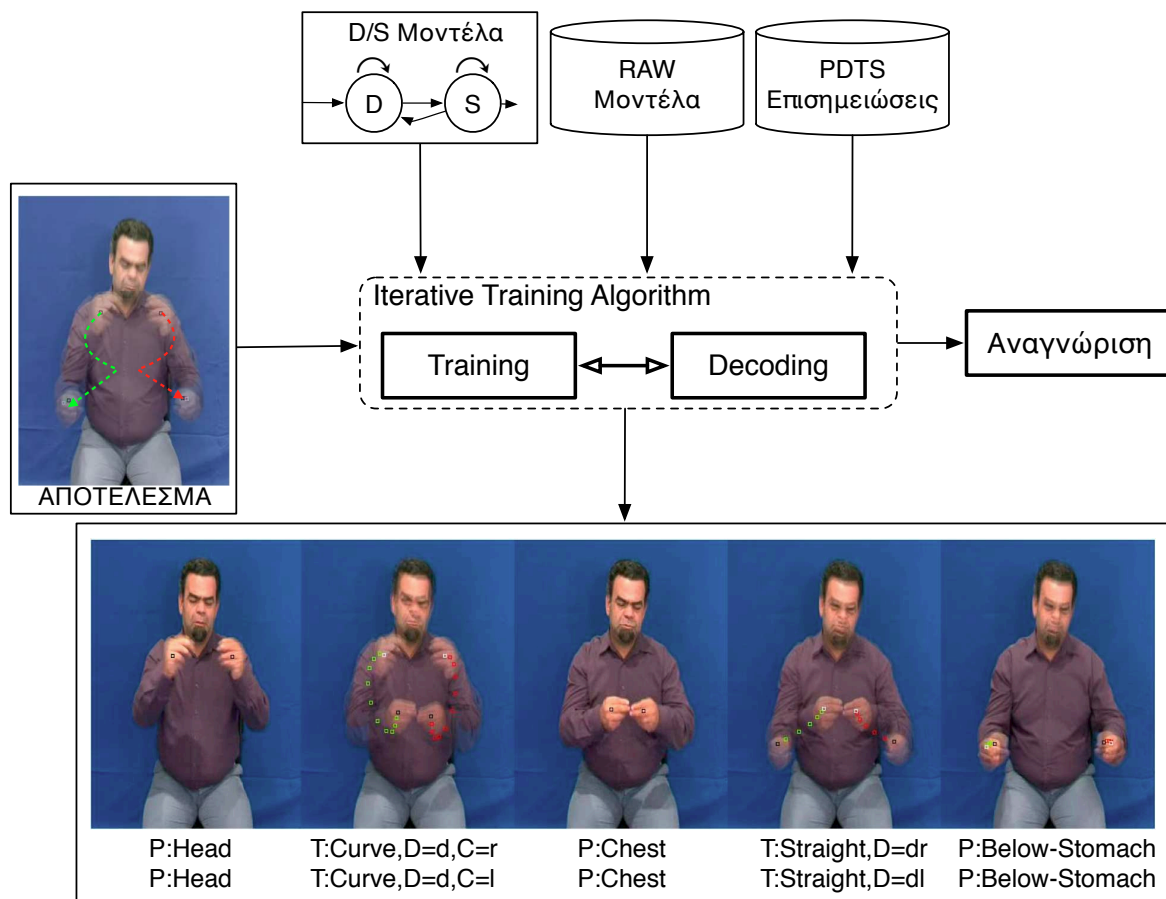 D/S Μοντέλα
D
S
RAW
Μοντέλα
PDTS
Επισημειώσεις
ΑΠΟΤΕΛΕΣΜΑ
Iterative Training Algorithm
Training
Decoding
Αναγνώριση
P:Head
P:Head
T:Curve,D=d,C=r
T:Curve,D=d,C=l
P:Chest
P:Chest
T:Straight,D=dr
T:Straight,D=dl
P:Below-Stomach
P:Below-Stomach